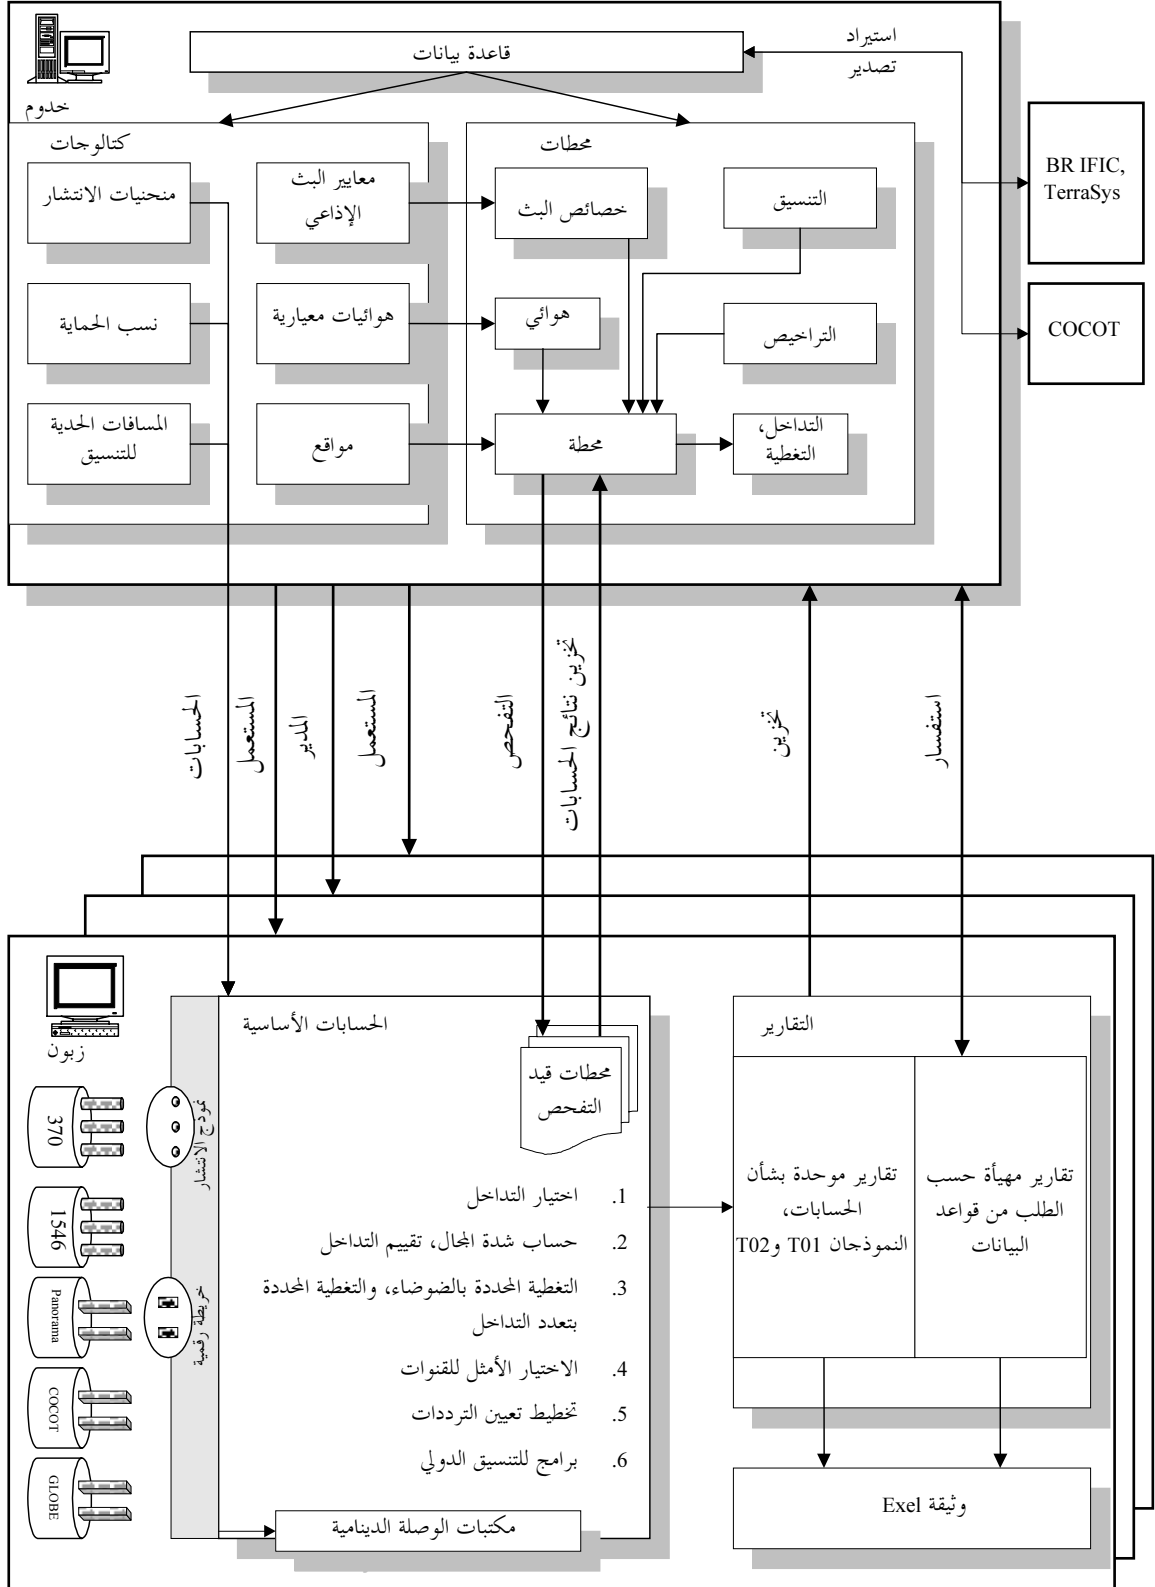 استيراد
تصدير
قاعدة بيانات
خدوم
BR IFIC,
TerraSys
COCOT
محطات
التنسيق
خصائص البث
هوائي
التراخيص
محطة
التداخل،
التغطية
كتالوجات
معايير البث
الإذاعي
منحنيات الانتشار
هوائيات معيارية
نسب الحماية
مواقع
المسافات الحدية
للتنسيق
استفسار
تخزين
تخزين نتائج الحسابات
التفحص
المستعمل
المدير
المستعمل
الحسابات
زبون
التقارير
تقارير مهيأة حسب
الطلب من قواعد
البيانات
تقارير موحدة بشأن
الحسابات،
النموذجان T01 وT02
وثيقة Exel
الحسابات الأساسية
محطات قيد
التفحص
1. اختيار التداخل
2. حساب شدة المجال، تقييم التداخل
3. التغطية المحددة بالضوضاء، والتغطية المحددة
بتعدد التداخل
4. الاختيار الأمثل للقنوات
5. تخطيط تعيين الترددات
6. برامج للتنسيق الدولي
مكتبات الوصلة الدينامية
نموذج الانتشار
خريطة رقمية
370
1546
Panorama
COCOT
GLOBE